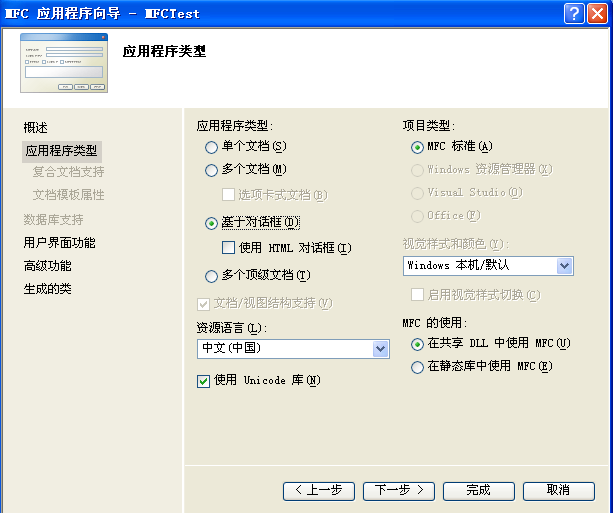 MFC 应用程序向导 - MFCTest
应用程序类型
概述
应用程序类型
复合文档支持
文档模板属性
数据库支持
用户界面功能
高级功能
生成的类
应用程序类型:
单个文档(S)
多个文档(M)
选项卡式文档(B)
基于对话框(D)
使用 HTML 对话框(I)
多个顶级文档(T)
文档/视图结构支持(V)
资源语言(L):
中文(中国)
使用 Unicode 库(N)
项目类型:
MFC 标准(A)
Windows 资源管理器(X)
Visual Studio(O)
Office(F)
视觉样式和颜色(Y):
Windows 本机/默认
启用视觉样式切换(C)
MFC 的使用:
在共享 DLL 中使用 MFC(U)
在静态库中使用 MFC(E)
< 上一步
下一步 >
完成
取消